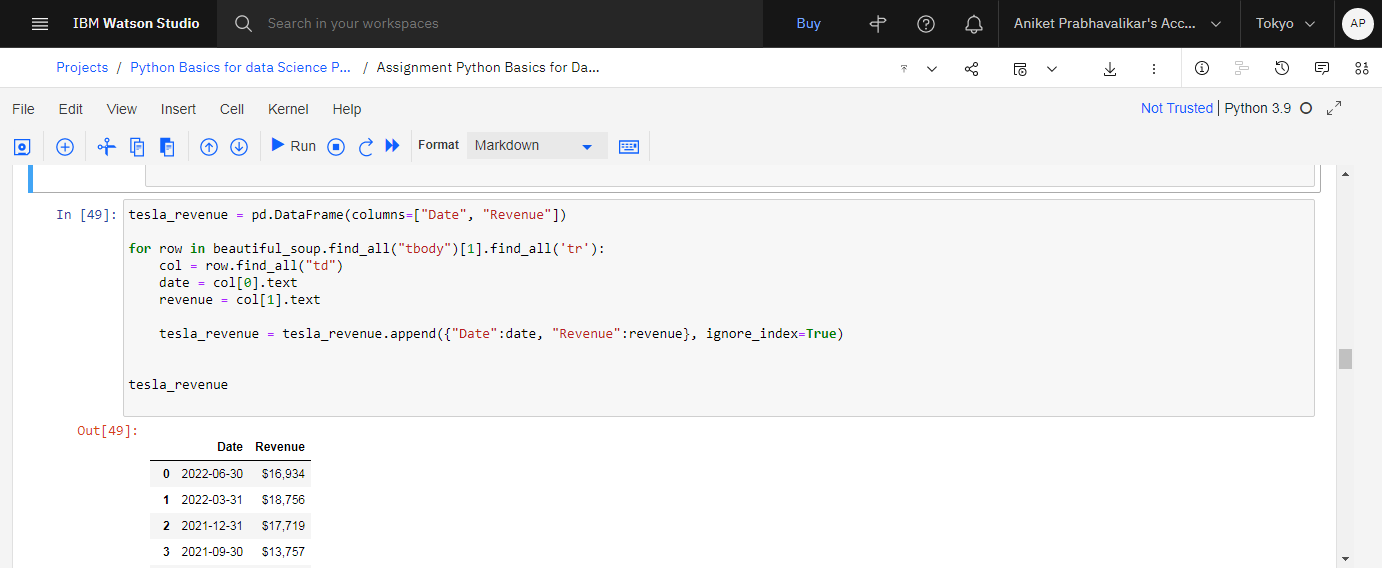 IBM Watson Studio
Search in your workspaces
Buy
Aniket Prabhavalikar's Acc...
Tokyo
AP
Projects / Python Basics for data Science P... / Assignment Python Basics for Da...
File Edit View Insert Cell Kernel Help
Not Trusted | Python 3.9
Run
Format
Markdown
In [49]:
tesla_revenue = pd.DataFrame(columns=["Date", "Revenue"])
for row in beautiful_soup.find_all("tbody")[1].find_all('tr'):
    col = row.find_all("td")
    date = col[0].text
    revenue = col[1].text
    tesla_revenue = tesla_revenue.append({"Date":date, "Revenue":revenue}, ignore_index=True)
tesla_revenue
Out[49]:
Date Revenue
0 2022-06-30 $16,934
1 2022-03-31 $18,756
2 2021-12-31 $17,719
3 2021-09-30 $13,757